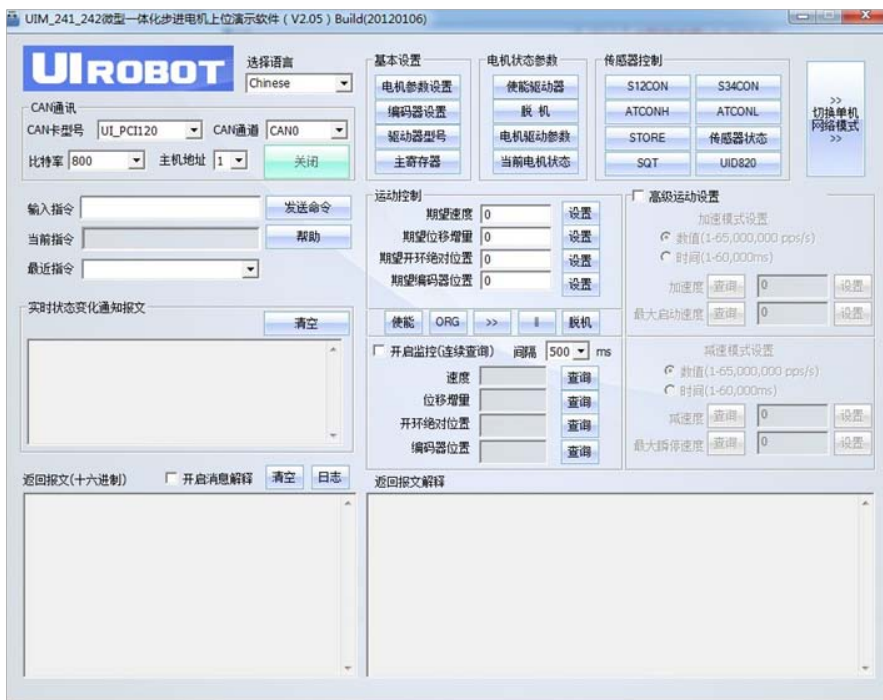 UIM_241_242微型一体化步进电机上位演示软件 ( V2.05 ) Build(20120106)
UIROBOT
选择语言
Chinese
CAN通讯
CAN卡型号 UI_PCI120 CAN通道 CAN0
比特率 800 主机地址 1 关闭
输入指令 发送命令
当前指令 帮助
最近指令
实时状态变化通知报文
清空
基本设置
电机参数设置
编码器设置
驱动器型号
主寄存器
电机状态参数
使能驱动器
脱 机
电机驱动参数
当前电机状态
传感器控制
S12CON S34CON
ATCONH ATCONL
STORE 传感器状态
SQT UID820
>>
切换单机
网络模式
>>
运动控制
期望速度 0 设置
期望位移增量 0 设置
期望开环绝对位置 0 设置
期望编码器位置 0 设置
使能 ORG >> || 脱机
开启监控(连续查询) 间隔 500 ms
速度 查询
位移增量 查询
开环绝对位置 查询
编码器位置 查询
高级运动设置
加速模式设置
数值(1-65,000,000 pps/s)
时间(1-60,000ms)
加速度 查询 0 设置
最大启动速度 查询 0 设置
减速模式设置
数值(1-65,000,000 pps/s)
时间(1-60,000ms)
减速度 查询 0 设置
最大瞬停速度 查询 0 设置
返回报文(十六进制) 开启消息解释 清空 日志
返回报文解释